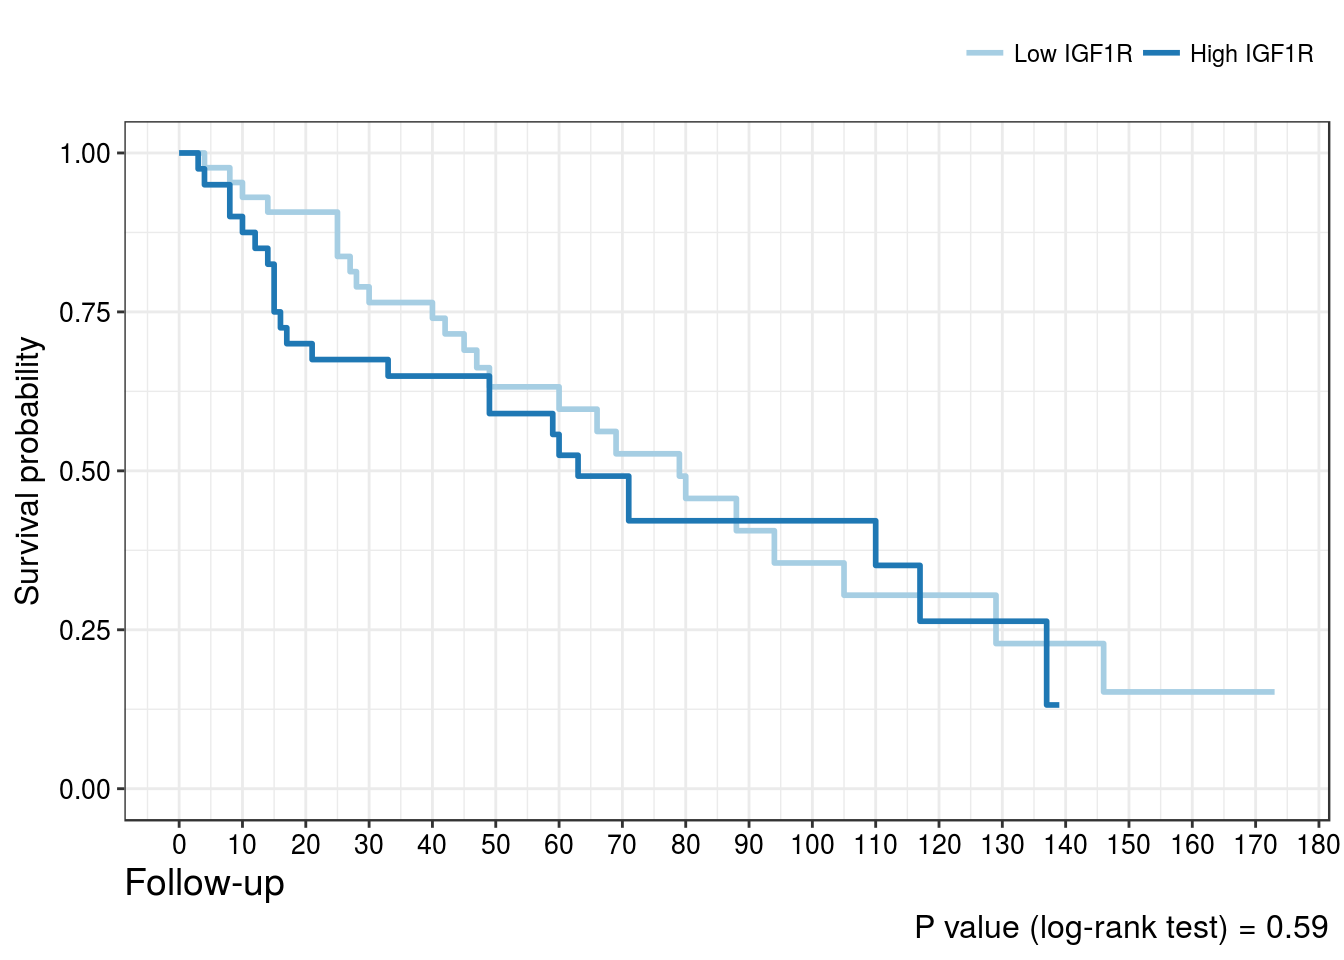 Low IGF1R High IGF1R
Survival probability
1.00
0.75
0.50
0.25
0.00
0 10 20 30 40 50 60 70 80 90 100 110 120 130 140 150 160 170 180
Follow-up
P value (log-rank test) = 0.59